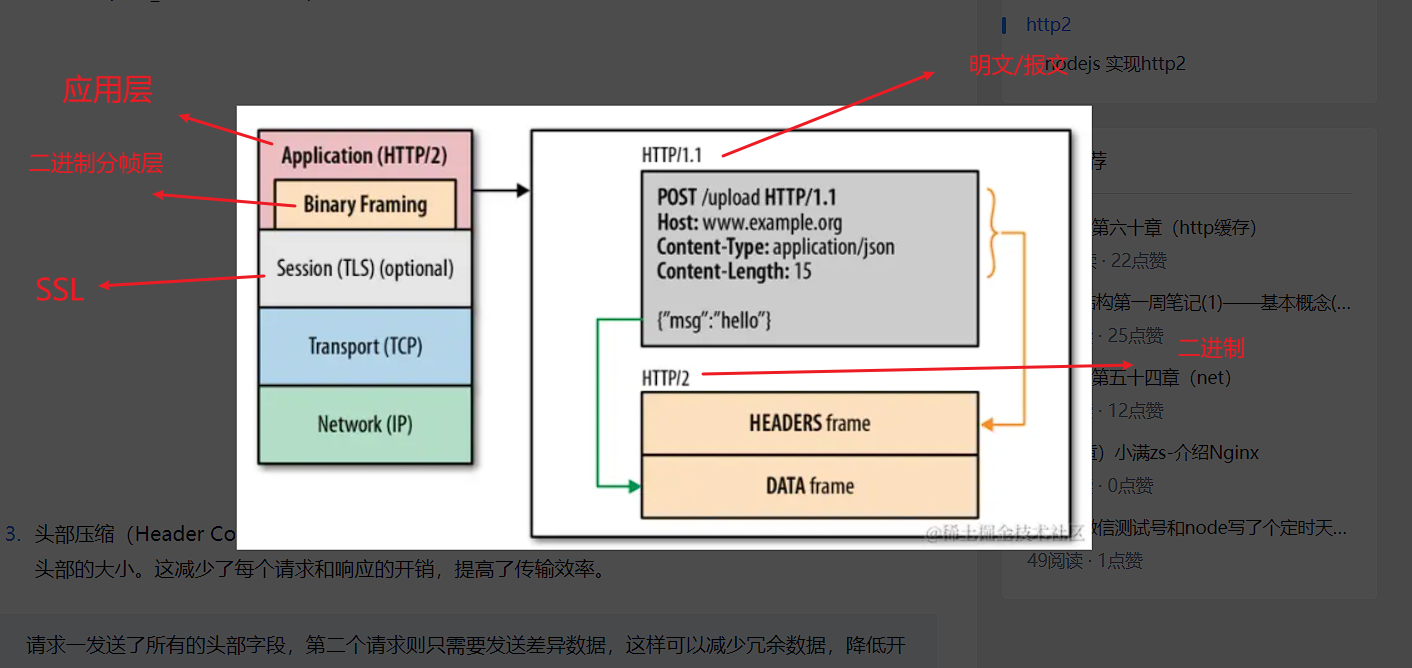 http2
nodejs 实现http2
明文/报文
应用层
二进制分帧层
SSL
Application (HTTP/2)
Binary Framing
Session (TLS) (optional)
Transport (TCP)
Network (IP)
HTTP/1.1
POST /upload HTTP/1.1
Host: www.example.org
Content-Type: application/json
Content-Length: 15
{"msg":"hello"}
HTTP/2
HEADERS frame
DATA frame
二进制
@稀土掘金技术社区
荐
第六十章（http缓存）
· 22点赞
结构第一周笔记(1)——基本概念(...
· 25点赞
第五十四章（net）
· 12点赞
）小满zs-介绍Nginx
· 0点赞
微信测试号和node写了个定时天...
49阅读 · 1点赞
3. 头部压缩（Header Co
头部的大小。这减少了每个请求和响应的开销，提高了传输效率。
请求一发送了所有的头部字段，第二个请求则只需要发送差异数据，这样可以减少冗余数据，降低开